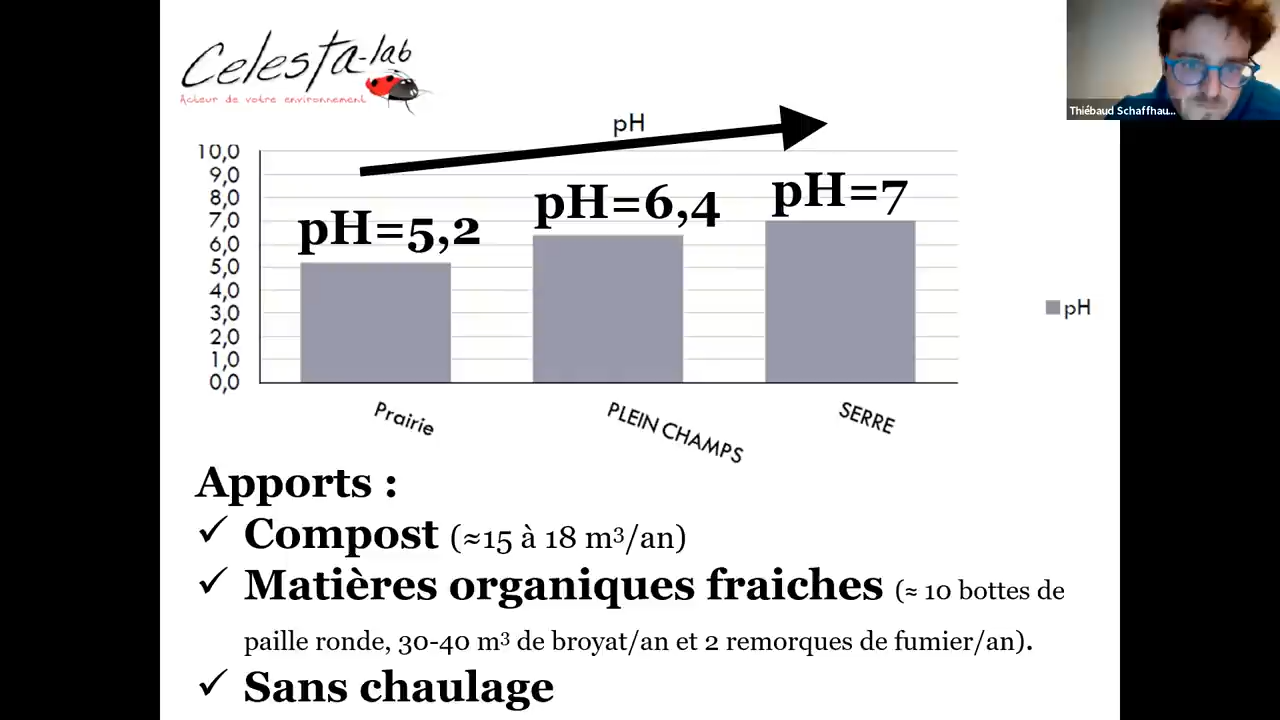 Celesta-lab
Acteur de votre environnement
Thiébaud Schaffhau...
pH
10,0
9,0
8,0
7,0
6,0
5,0
4,0
3,0
2,0
1,0
0,0
pH=5,2
pH=6,4
pH=7
pH
Prairie
PLEIN CHAMPS
SERRE
Apports :
✓ Compost (≈15 à 18 m³/an)
✓ Matières organiques fraiches (≈ 10 bottes de
paille ronde, 30-40 m³ de broyat/an et 2 remorques de fumier/an).
✓ Sans chaulage